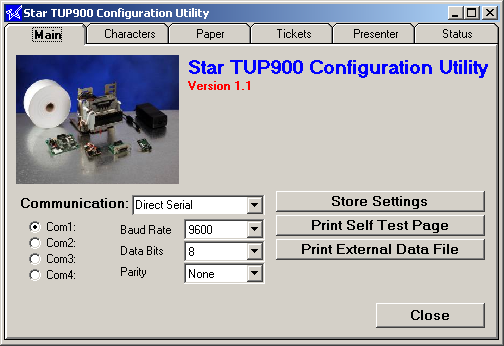 Star TUP900 Configuration Utility
Main Characters Paper Tickets Presenter Status
Star TUP900 Configuration Utility
Version 1.1
Communication: Direct Serial
Store Settings
Com1: Baud Rate 9600
Print Self Test Page
Com2:
Data Bits 8
Print External Data File
Com3:
Com4: Parity None
Close